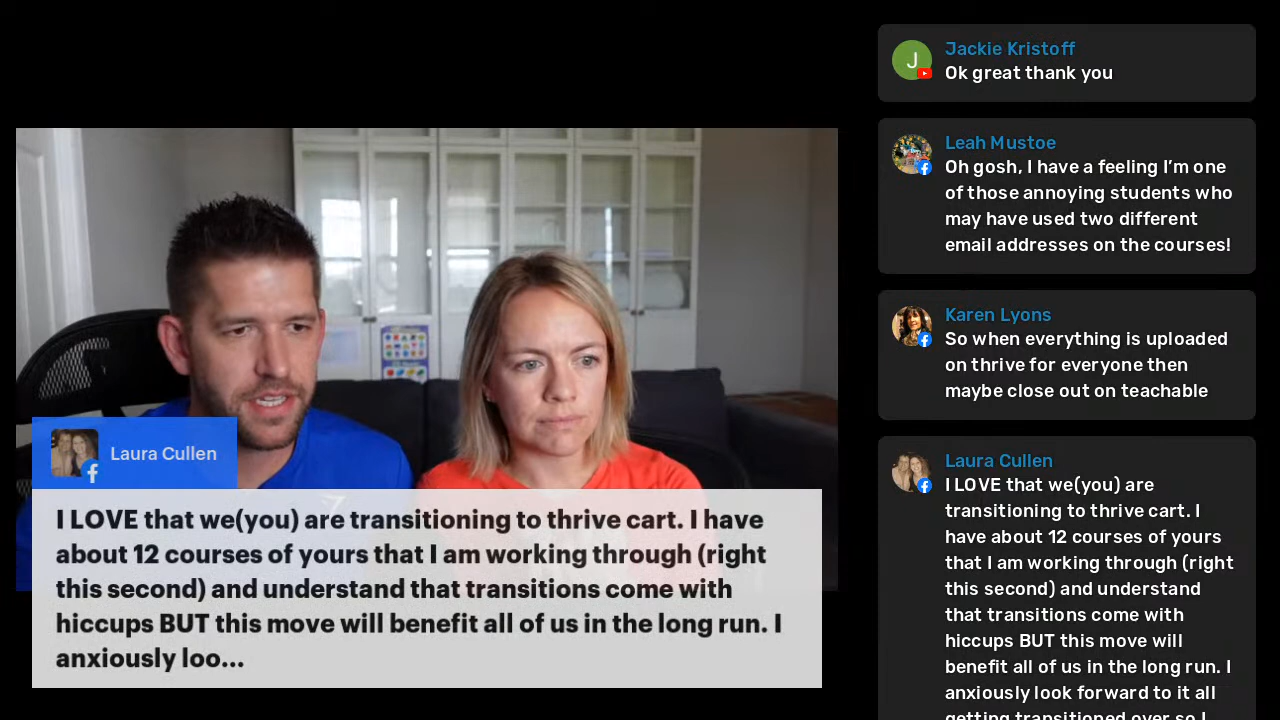 Jackie Kristoff
Ok great thank you
Leah Mustoe
Oh gosh, I have a feeling I’m one
of those annoying students who
may have used two different
email addresses on the courses!
Karen Lyons
So when everything is uploaded
on thrive for everyone then
maybe close out on teachable
Laura Cullen
I LOVE that we(you) are
transitioning to thrive cart. I
have about 12 courses of yours
that I am working through (right
this second) and understand
that transitions come with
hiccups BUT this move will
benefit all of us in the long run. I
anxiously look forward to it all
getting transitioned over so I
Laura Cullen
I LOVE that we(you) are transitioning to thrive cart. I have
about 12 courses of yours that I am working through (right
this second) and understand that transitions come with
hiccups BUT this move will benefit all of us in the long run. I
anxiously loo...
J